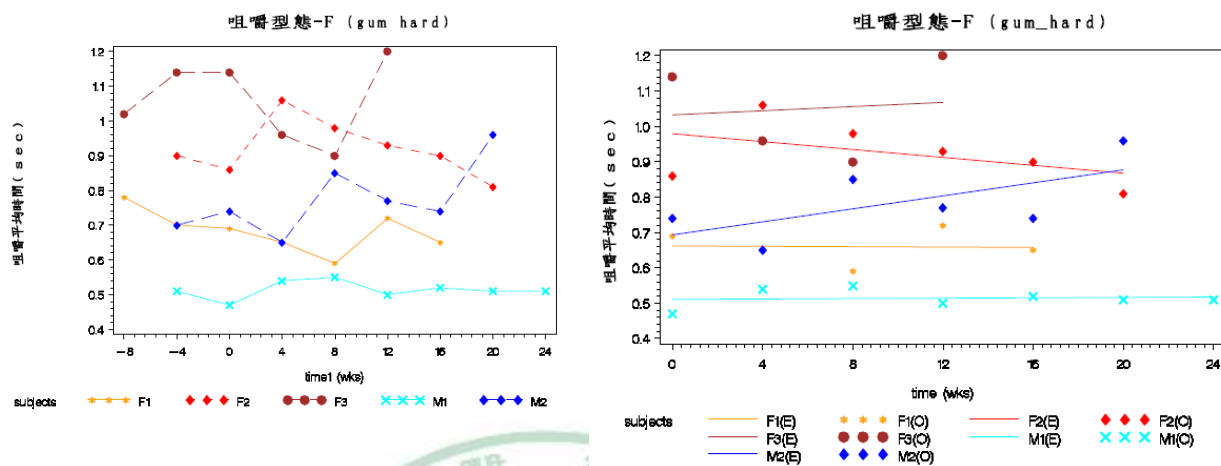 咀嚼型態-F (gum hard)
咀嚼平均時間(sec)
1.2
1.1
1
0.9
0.8
0.7
0.6
0.5
0.4
-8 -4 0 4 8 12 16 20 24
time1 (wks)
subjects F1 F2 F3 M1 M2
咀嚼型態-F (gum_hard)
咀嚼平均時間(sec)
1.2
1.1
1.0
0.9
0.8
0.7
0.6
0.5
0.4
0 4 8 12 16 20 24
time (wks)
subjects F1(E) F1(O) F2(E) F2(O)
F3(E) F3(O) M1(E) M1(O)
M2(E) M2(O)